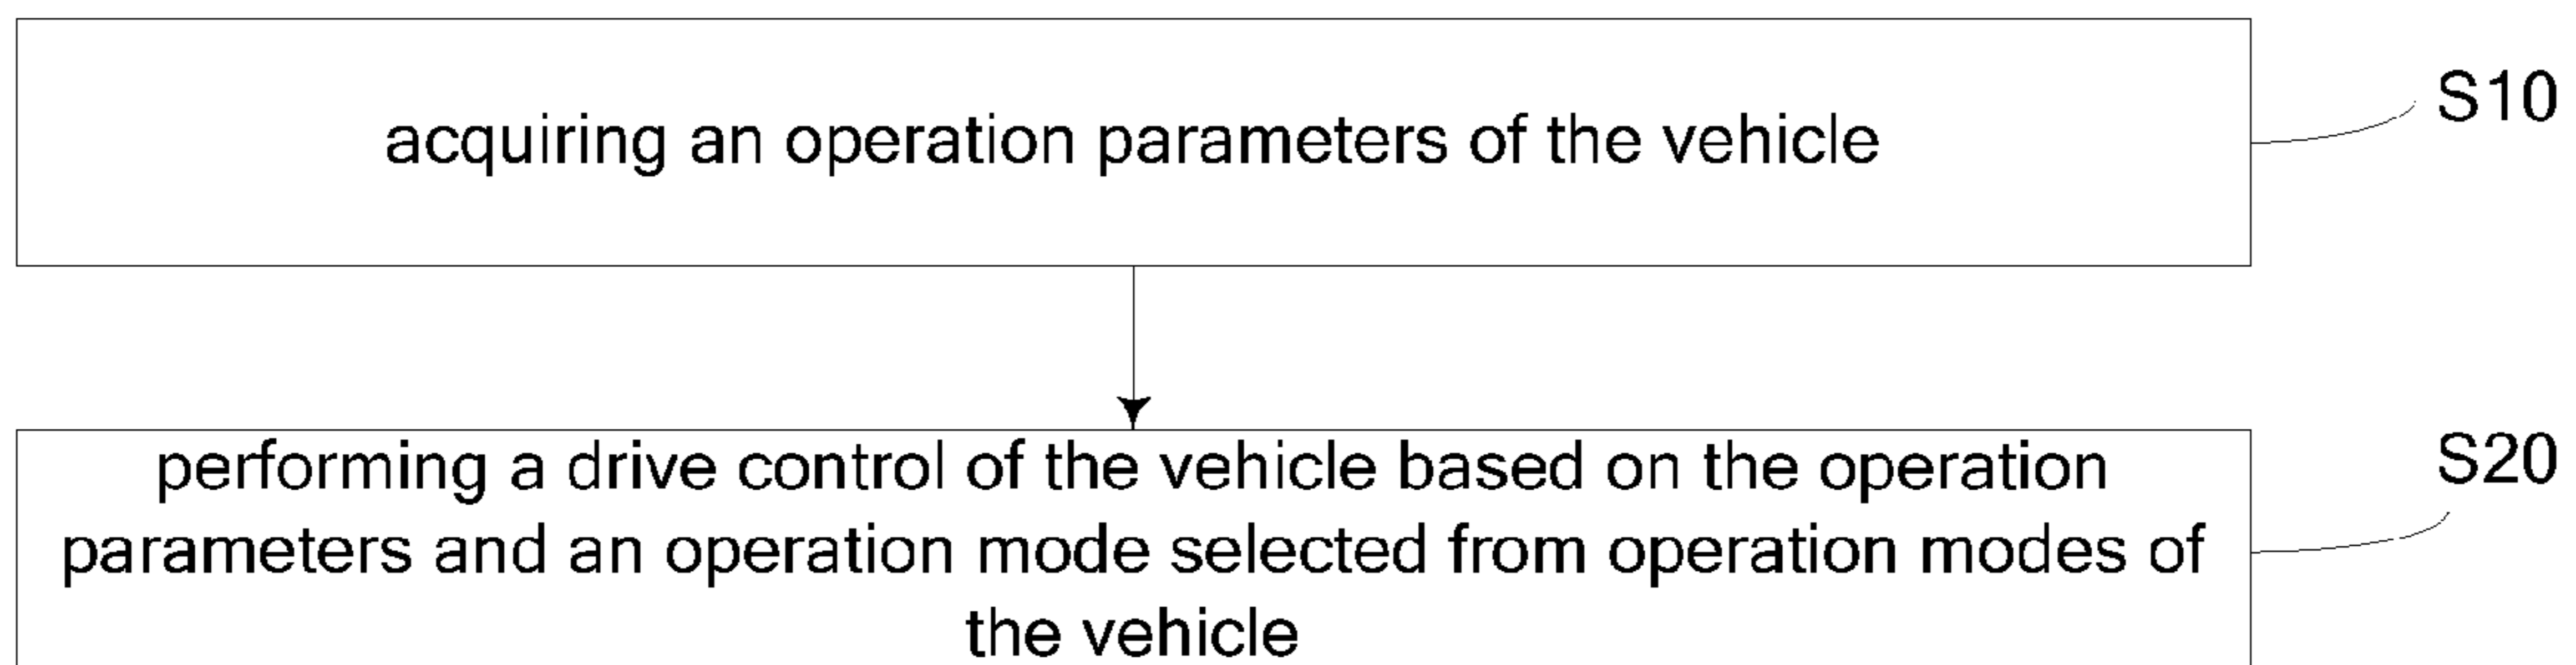 acquiring an operation parameters of the vehicle
S10
performing a drive control of the vehicle based on the operation
parameters and an operation mode selected from operation modes of
the vehicle
S20